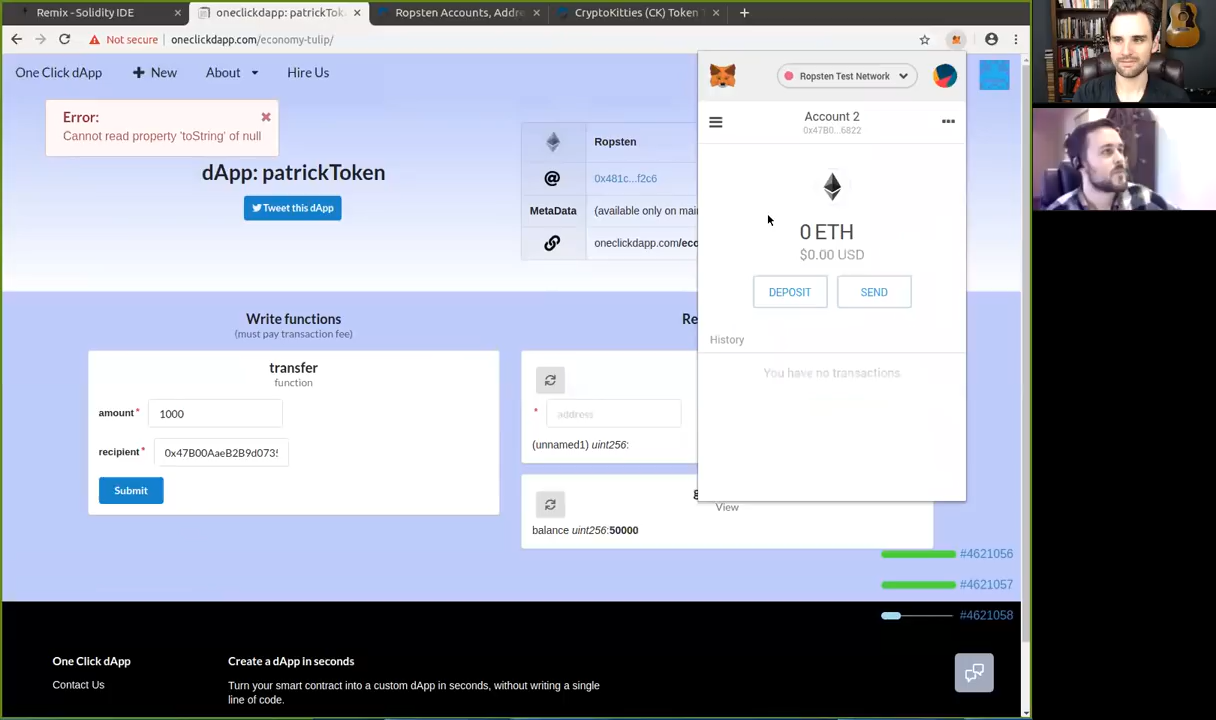 Remix - Solidity IDE
oneclickdapp: patrickTok
Ropsten Accounts, Addre
CryptoKitties (CK) Token T
Not secure
oneclickdapp.com/economy-tulip/
One Click dApp
New
About
Hire Us
Error:
Cannot read property 'toString' of null
dApp: patrickToken
Tweet this dApp
Ropsten
@
0x481c...f2c6
MetaData
(available only on mai
oneclickdapp.com/eco
Ropsten Test Network
Account 2
0x47B0...6822
0 ETH
$0.00 USD
DEPOSIT
SEND
History
You have no transactions
View
Write functions
(must pay transaction fee)
Re
transfer
function
amount *
1000
recipient *
0x47B00AaeB2B9d073
Submit
*
address
(unnamed1) uint256:
g
balance uint256:50000
#4621056
#4621057
#4621058
One Click dApp
Contact Us
Create a dApp in seconds
Turn your smart contract into a custom dApp in seconds, without writing a single
line of code.